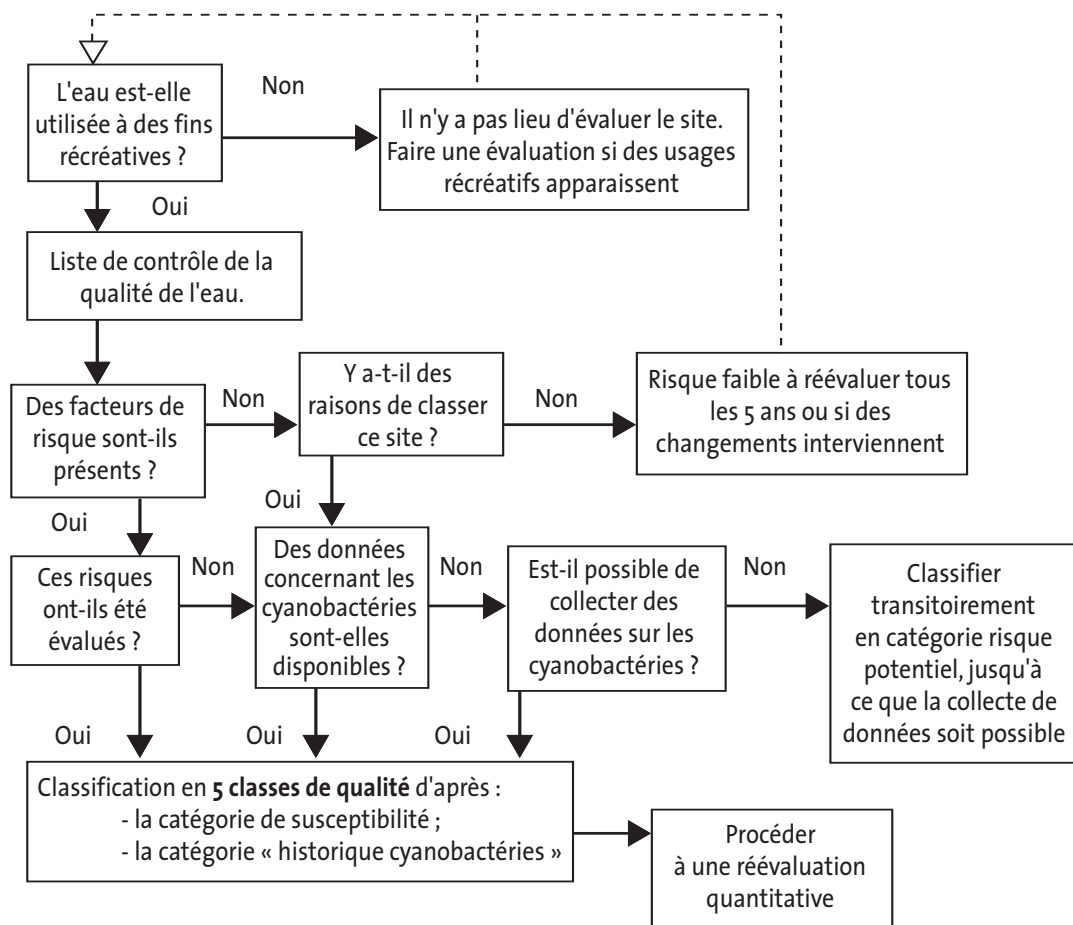 L'eau est-elle
utilisée à des fins
récréatives ?
Non
Il n'y a pas lieu d'évaluer le site.
Faire une évaluation si des usages
récréatifs apparaissent
Oui
Liste de contrôle de la
qualité de l'eau.
Des facteurs de
risque sont-ils
présents ?
Non
Y a-t-il des
raisons de classer
ce site ?
Non
Risque faible à réévaluer tous
les 5 ans ou si des
changements interviennent
Oui
Oui
Ces risques
ont-ils été
évalués ?
Non
Des données
concernant les
cyanobactéries
sont-elles
disponibles ?
Non
Est-il possible de
collecter des
données sur les
cyanobactéries ?
Non
Classifier
transitoirement
en catégorie risque
potentiel, jusqu'à
ce que la collecte de
données soit possible
Oui
Oui
Oui
Classification en 5 classes de qualité d'après :
- la catégorie de susceptibilité ;
- la catégorie « historique cyanobactéries »
Procéder
à une réévaluation
quantitative